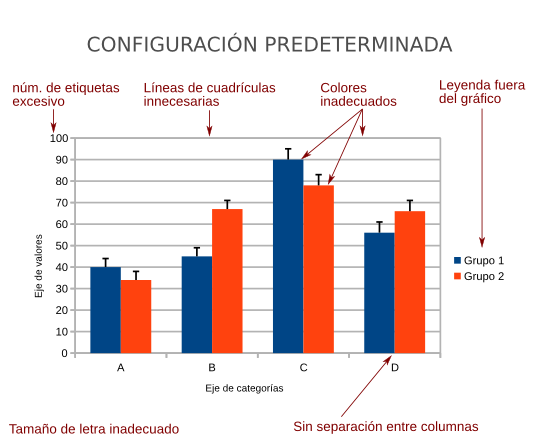 CONFIGURACIÓN PREDETERMINADA
núm. de etiquetas
excesivo
Líneas de cuadrículas
innecesarias
Colores
inadecuados
Leyenda fuera
del gráfico
100
90
80
70
60
50
40
30
20
10
0
Eje de valores
Grupo 1
Grupo 2
A
B
C
D
Eje de categorías
Tamaño de letra inadecuado
Sin separación entre columnas